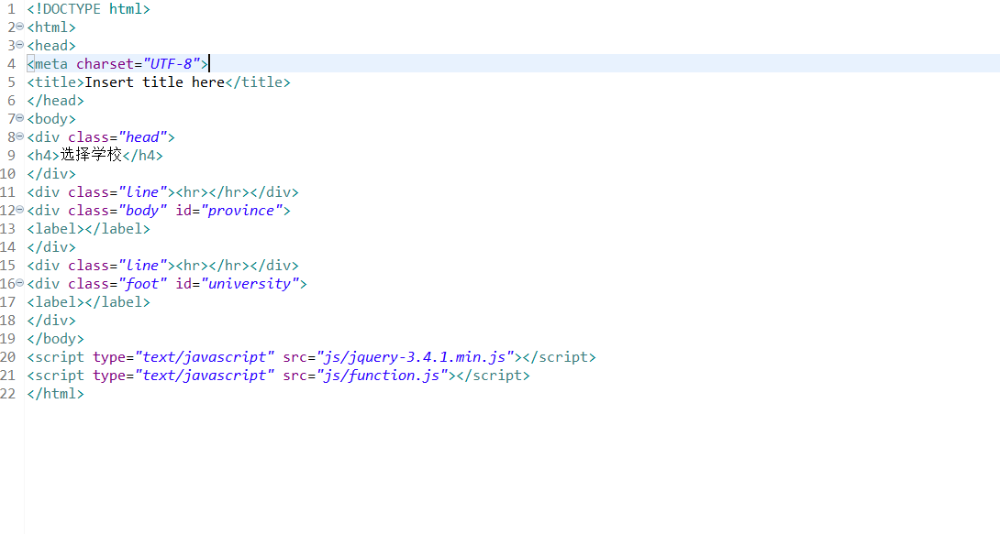 1 <!DOCTYPE html>
2 <html>
3 <head>
4 <meta charset="UTF-8">
5 <title>Insert title here</title>
6 </head>
7 <body>
8 <div class="head">
9 <h4>选择学校</h4>
10 </div>
11 <div class="line"><hr></hr></div>
12 <div class="body" id="province">
13 <label></label>
14 </div>
15 <div class="line"><hr></hr></div>
16 <div class="foot" id="university">
17 <label></label>
18 </div>
19 </body>
20 <script type="text/javascript" src="js/jquery-3.4.1.min.js"></script>
21 <script type="text/javascript" src="js/function.js"></script>
22 </html>